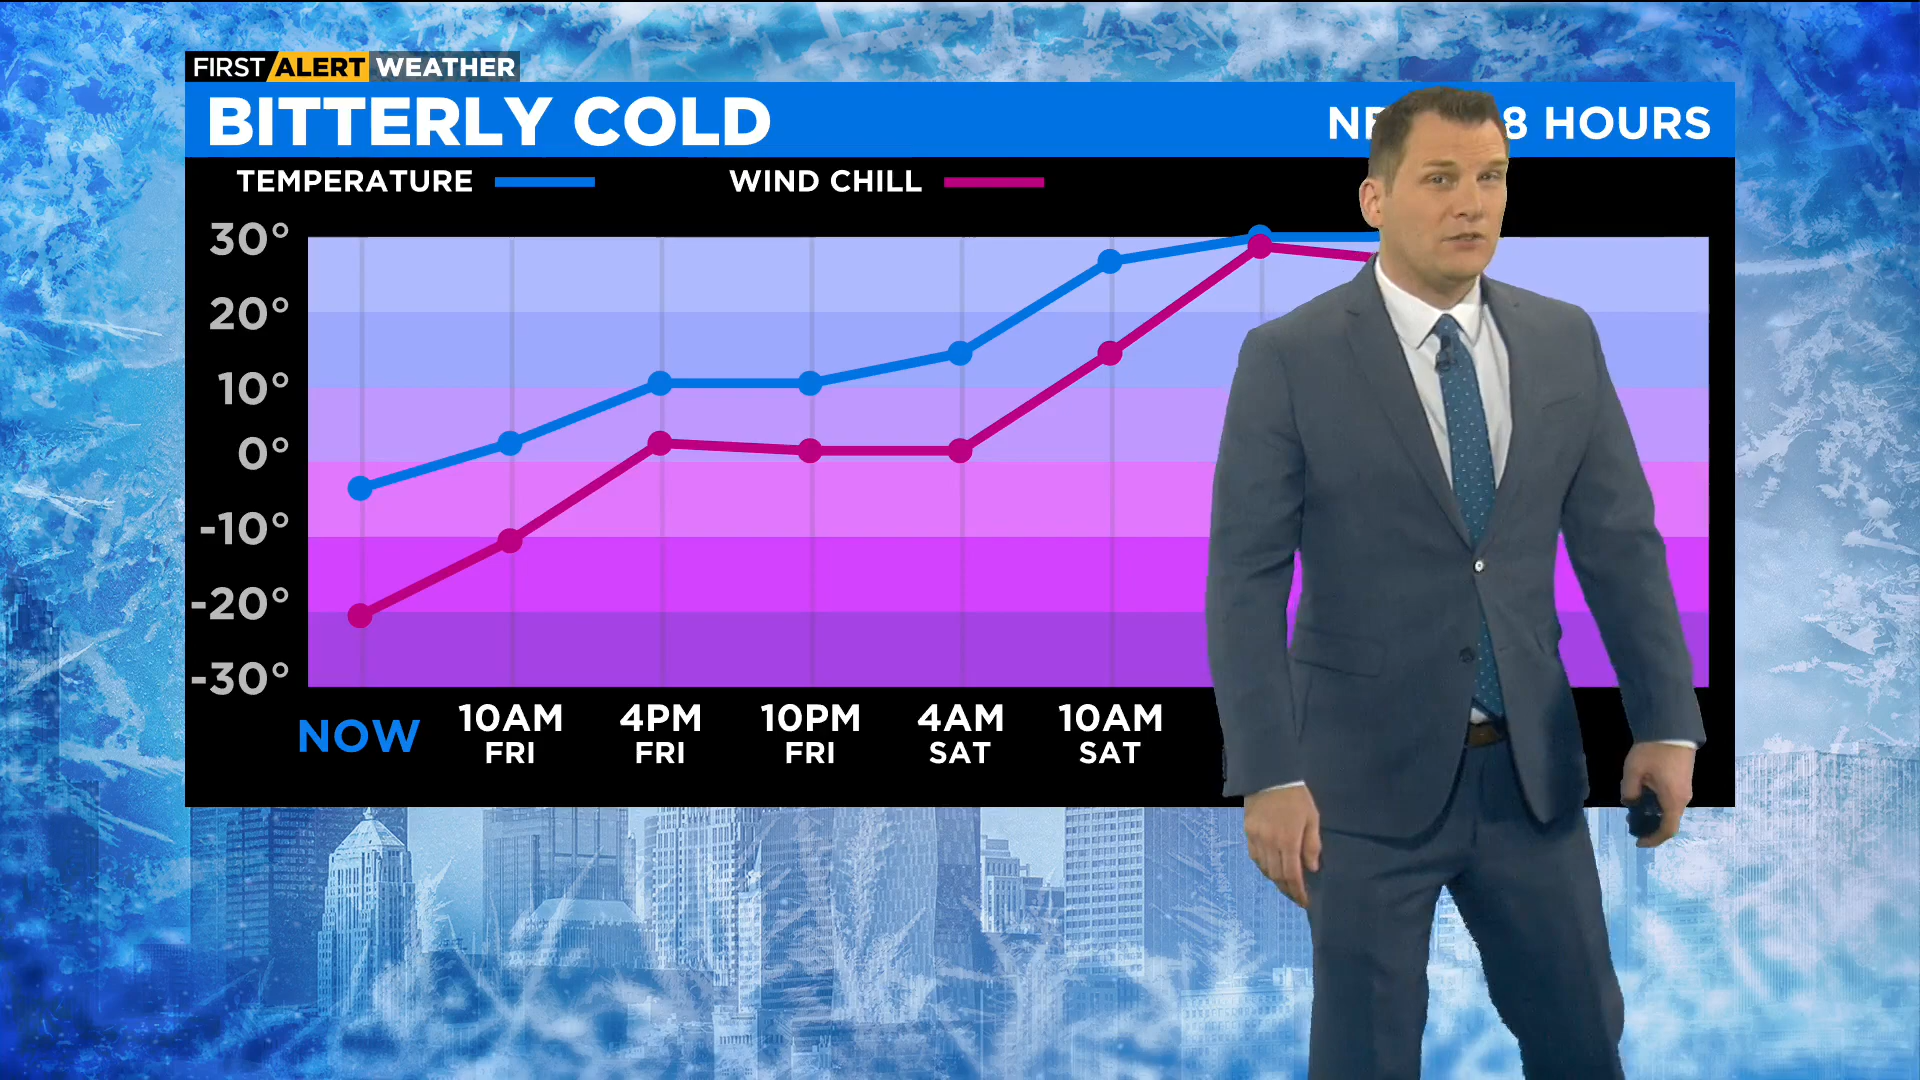 FIRST ALERT WEATHER
BITTERLY COLD
8 HOURS
TEMPERATURE
WIND CHILL
30°
20°
10°
0°
-10°
-20°
-30°
NOW
10AM
FRI
4PM
FRI
10PM
FRI
4AM
SAT
10AM
SAT